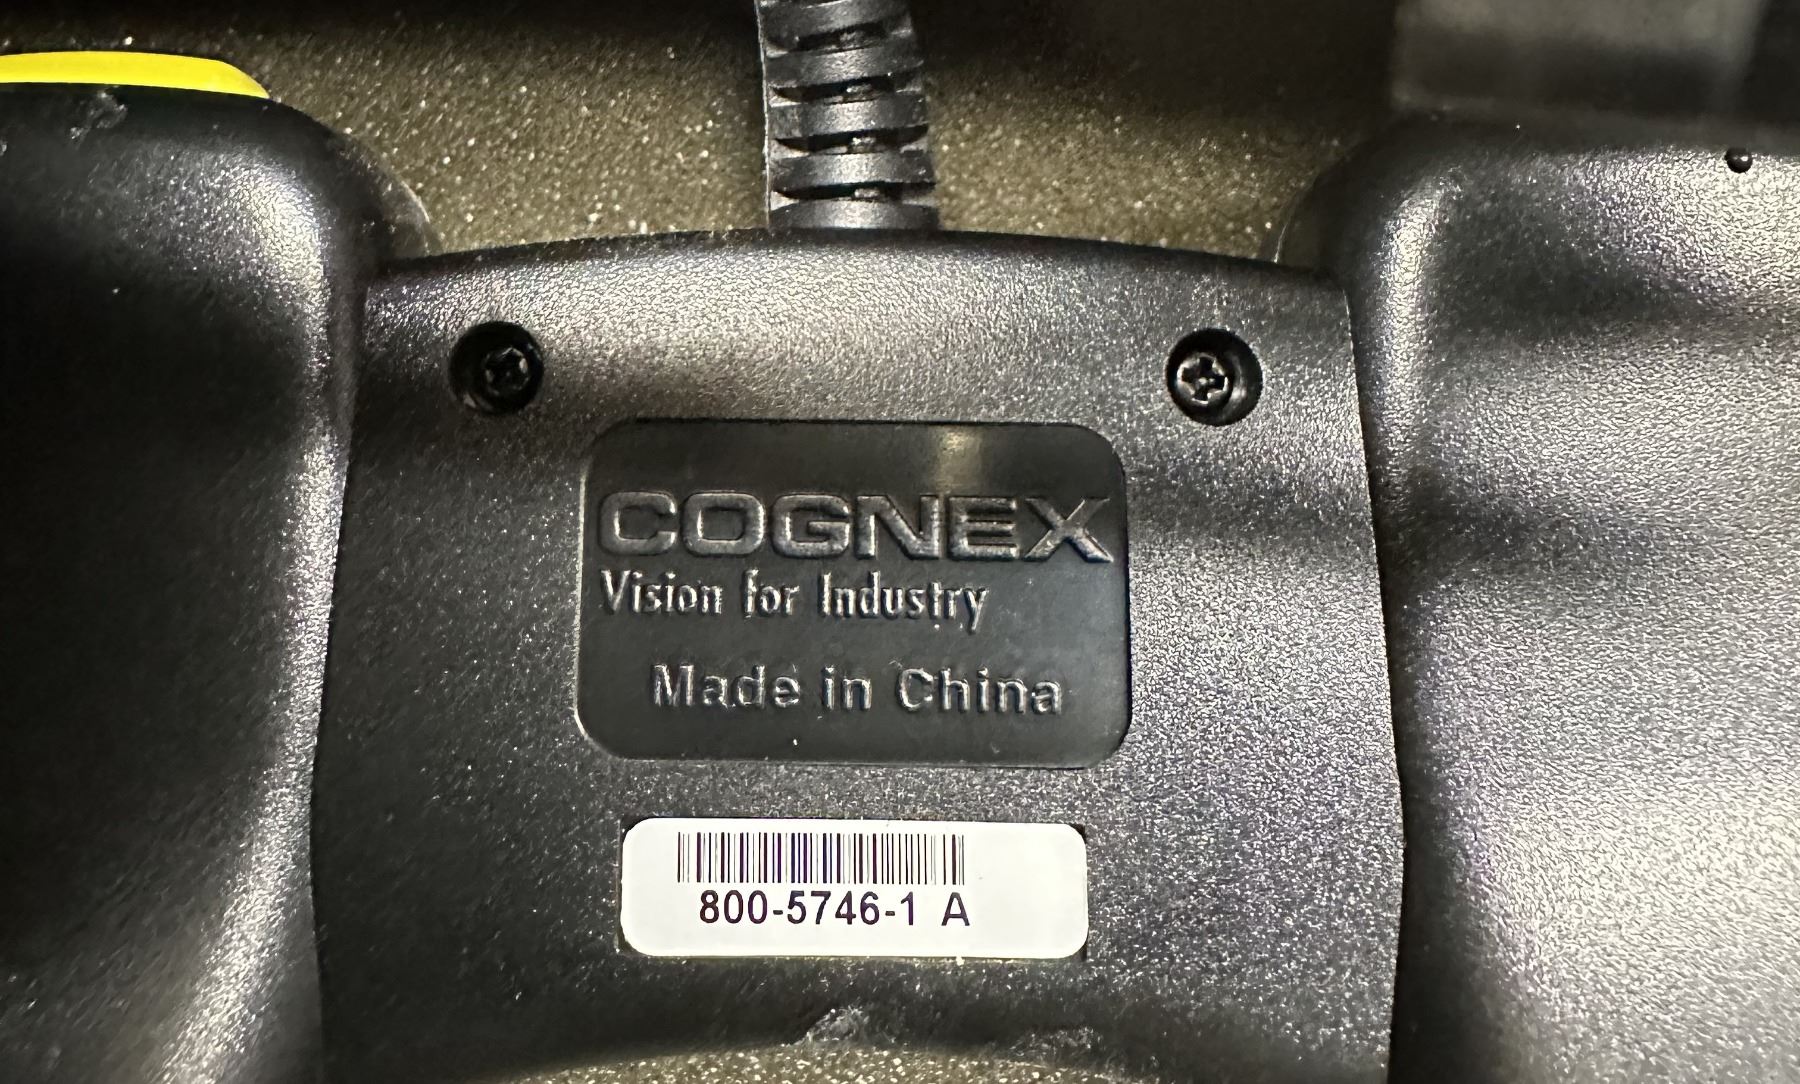 COGNEX
Vision for Industry
Made in China
800-5746-1 A